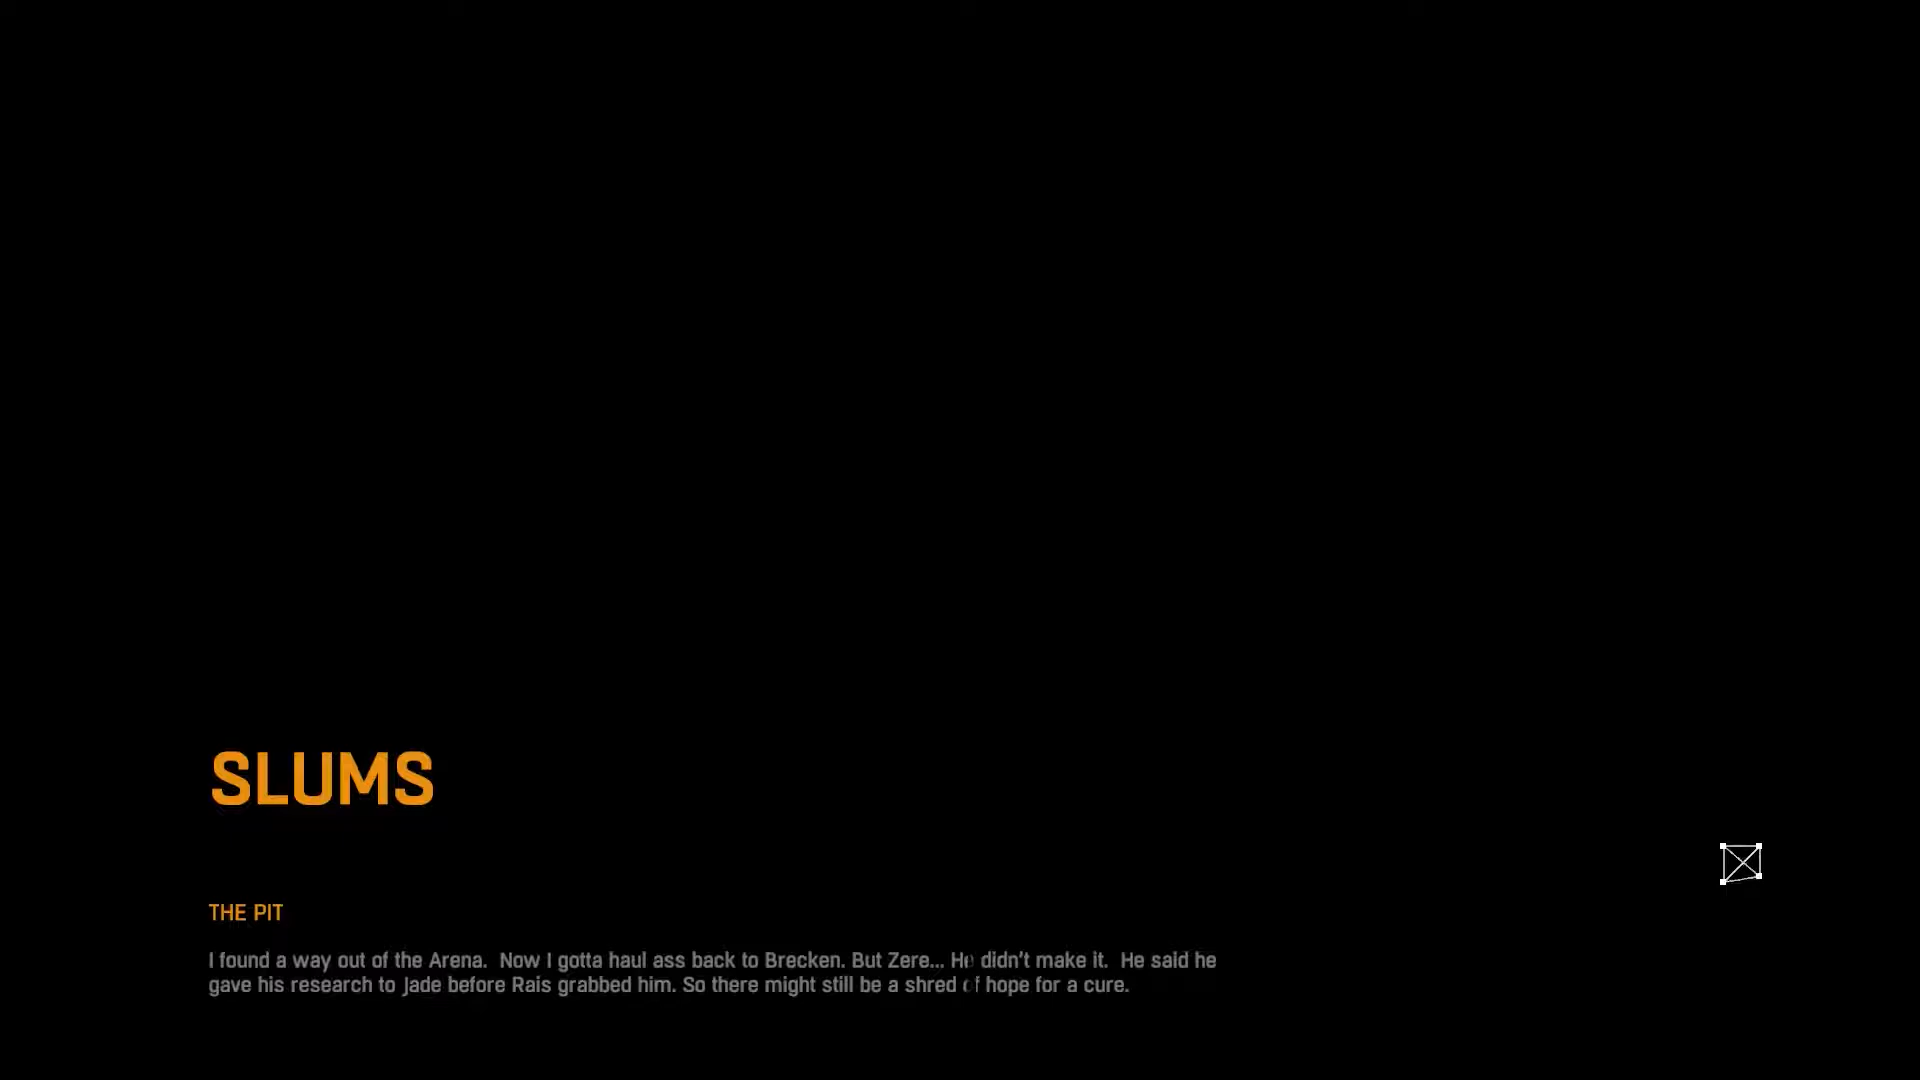 SLUMS
THE PIT
I found a way out of the Arena.  Now I gotta haul ass back to Brecken. But Zere... He didn't make it.  He said he
gave his research to Jade before Rais grabbed him. So there might still be a shred of hope for a cure.